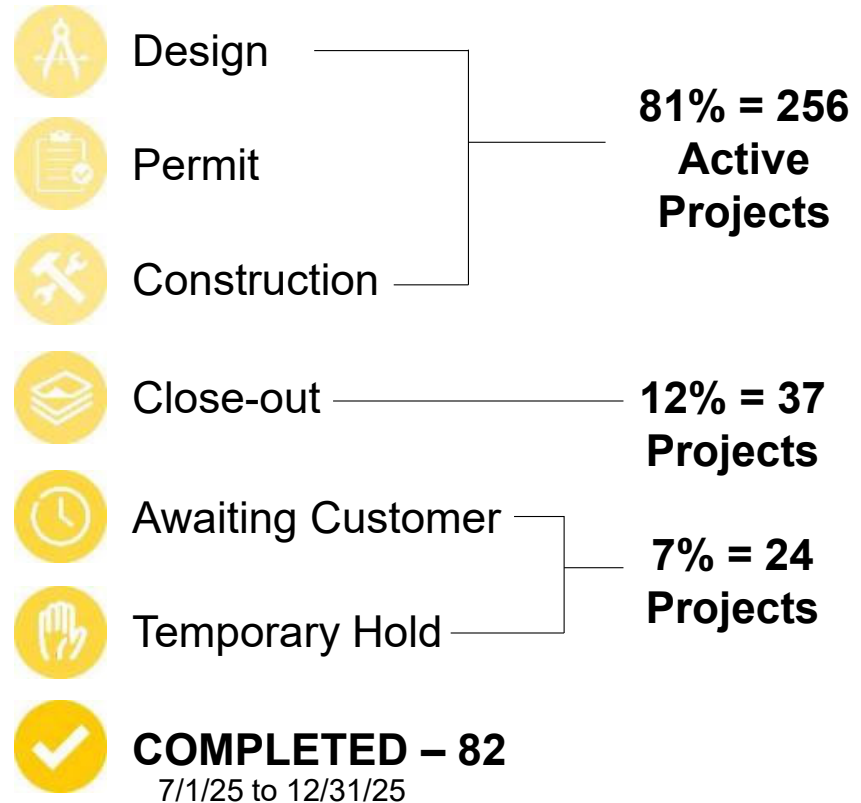 Design
81% = 256
Active
Projects
Permit
Construction
Close-out
12% = 37
Projects
Awaiting Customer
7% = 24
Projects
Temporary Hold
COMPLETED – 82
7/1/25 to 12/31/25